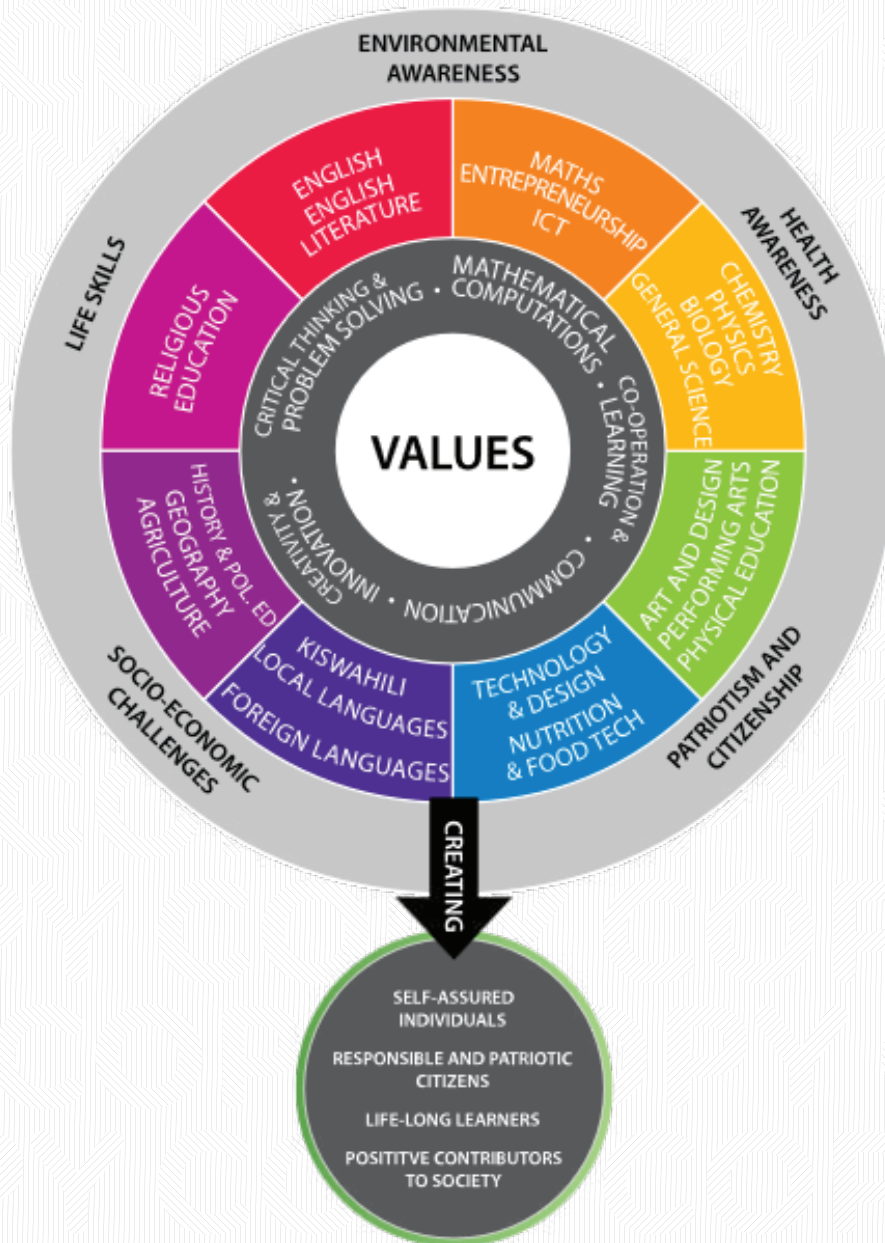 ENVIRONMENTAL
AWARENESS
HEALTH
AWARENESS
PATRIOTISM AND
CITIZENSHIP
SOCIO-ECONOMIC
CHALLENGES
LIFE SKILLS
ENGLISH
ENGLISH
LITERATURE
MATHS
ENTREPRENEURSHIP
ICT
CHEMISTRY
PHYSICS
BIOLOGY
GENERAL SCIENCE
ART AND DESIGN
PERFORMING ARTS
PHYSICAL EDUCATION
TECHNOLOGY
& DESIGN
NUTRITION
& FOOD TECH
KISWAHILI
LOCAL LANGUAGES
FOREIGN LANGUAGES
HISTORY & POL. ED
GEOGRAPHY
AGRICULTURE
RELIGIOUS
EDUCATION
CRITICAL THINKING &
PROBLEM SOLVING •
MATHEMATICAL
COMPUTATIONS •
CO-OPERATION &
LEARNING •
COMMUNICATION •
CREATIVITY &
INNOVATION •
VALUES
CREATING
SELF-ASSURED
INDIVIDUALS
RESPONSIBLE AND PATRIOTIC
CITIZENS
LIFE-LONG LEARNERS
POSITITVE CONTRIBUTORS
TO SOCIETY